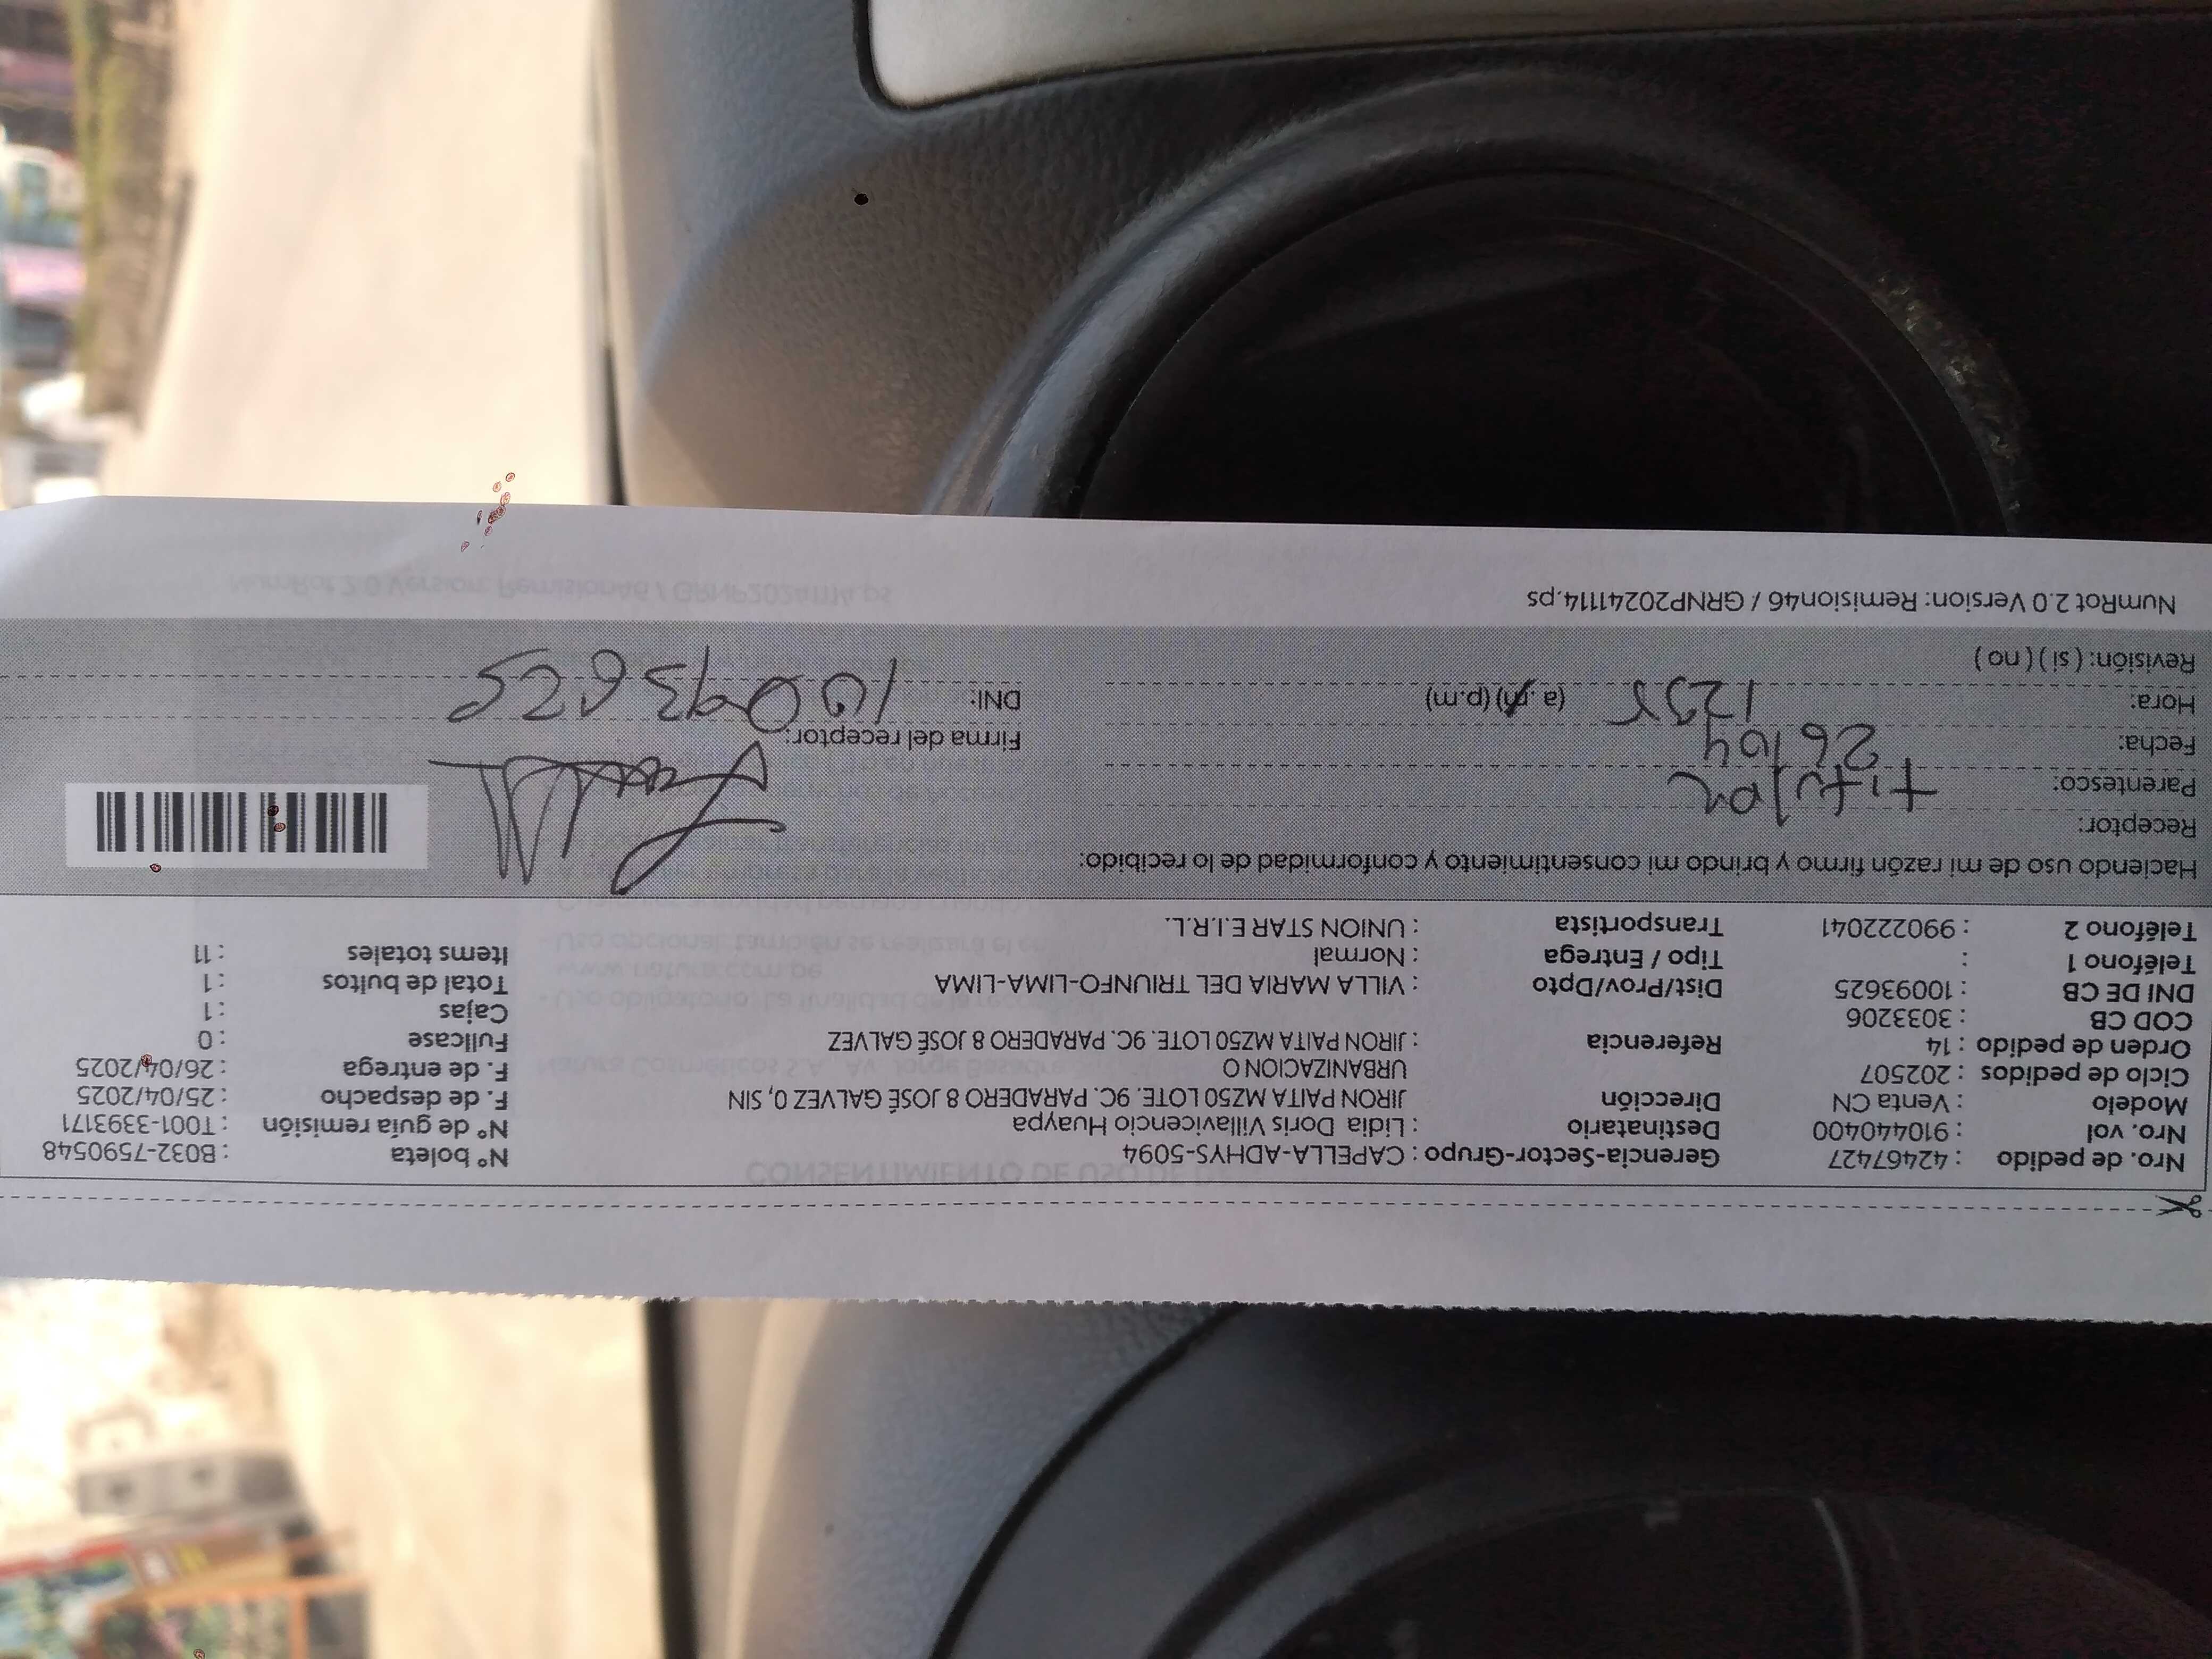 Nro. de pedido : 42467427 Gerencia-Sector-Grupo : CAPELLA-ADHYS-5094 N° boleta : B032-7590548
Nro. vol : 910440400 Destinatario : Lidia Doris Villavicencio Huaypa N° de guía remisión : T001-3393171
Modelo : Venta CN Dirección JIRON PAITA MZ50 LOTE. 9C. PARADERO 8 JOSÉ GALVEZ 0, SIN F. de despacho : 25/04/2025
Ciclo de pedidos : 202507 URBANIZACION O F. de entrega : 26/04/2025
Orden de pedido : 14 Referencia : JIRON PAITA MZ50 LOTE. 9C. PARADERO 8 JOSÉ GALVEZ Fullcase : 0
COD CB : 3033206 Cajas : 1
DNI DE CB : 10093625 Dist/Prov/Dpto : VILLA MARIA DEL TRIUNFO-LIMA-LIMA Total de bultos : 1
Teléfono 1 : Tipo / Entrega : Normal Items totales : 11
Teléfono 2 : 990222041 Transportista : UNION STAR E.I.R.L.
Haciendo uso de mi razón firmo y brindo mi consentimiento y conformidad de lo recibido:
Receptor:
Parentesco: titular
Fecha: 26/04 Firma del receptor:
Hora: 1235 (a.m) (p.m) DNI: 10093625
Revisión: ( si ) ( no )
NumRot 2.0 Version: Remision46 / GRNP20241114.ps